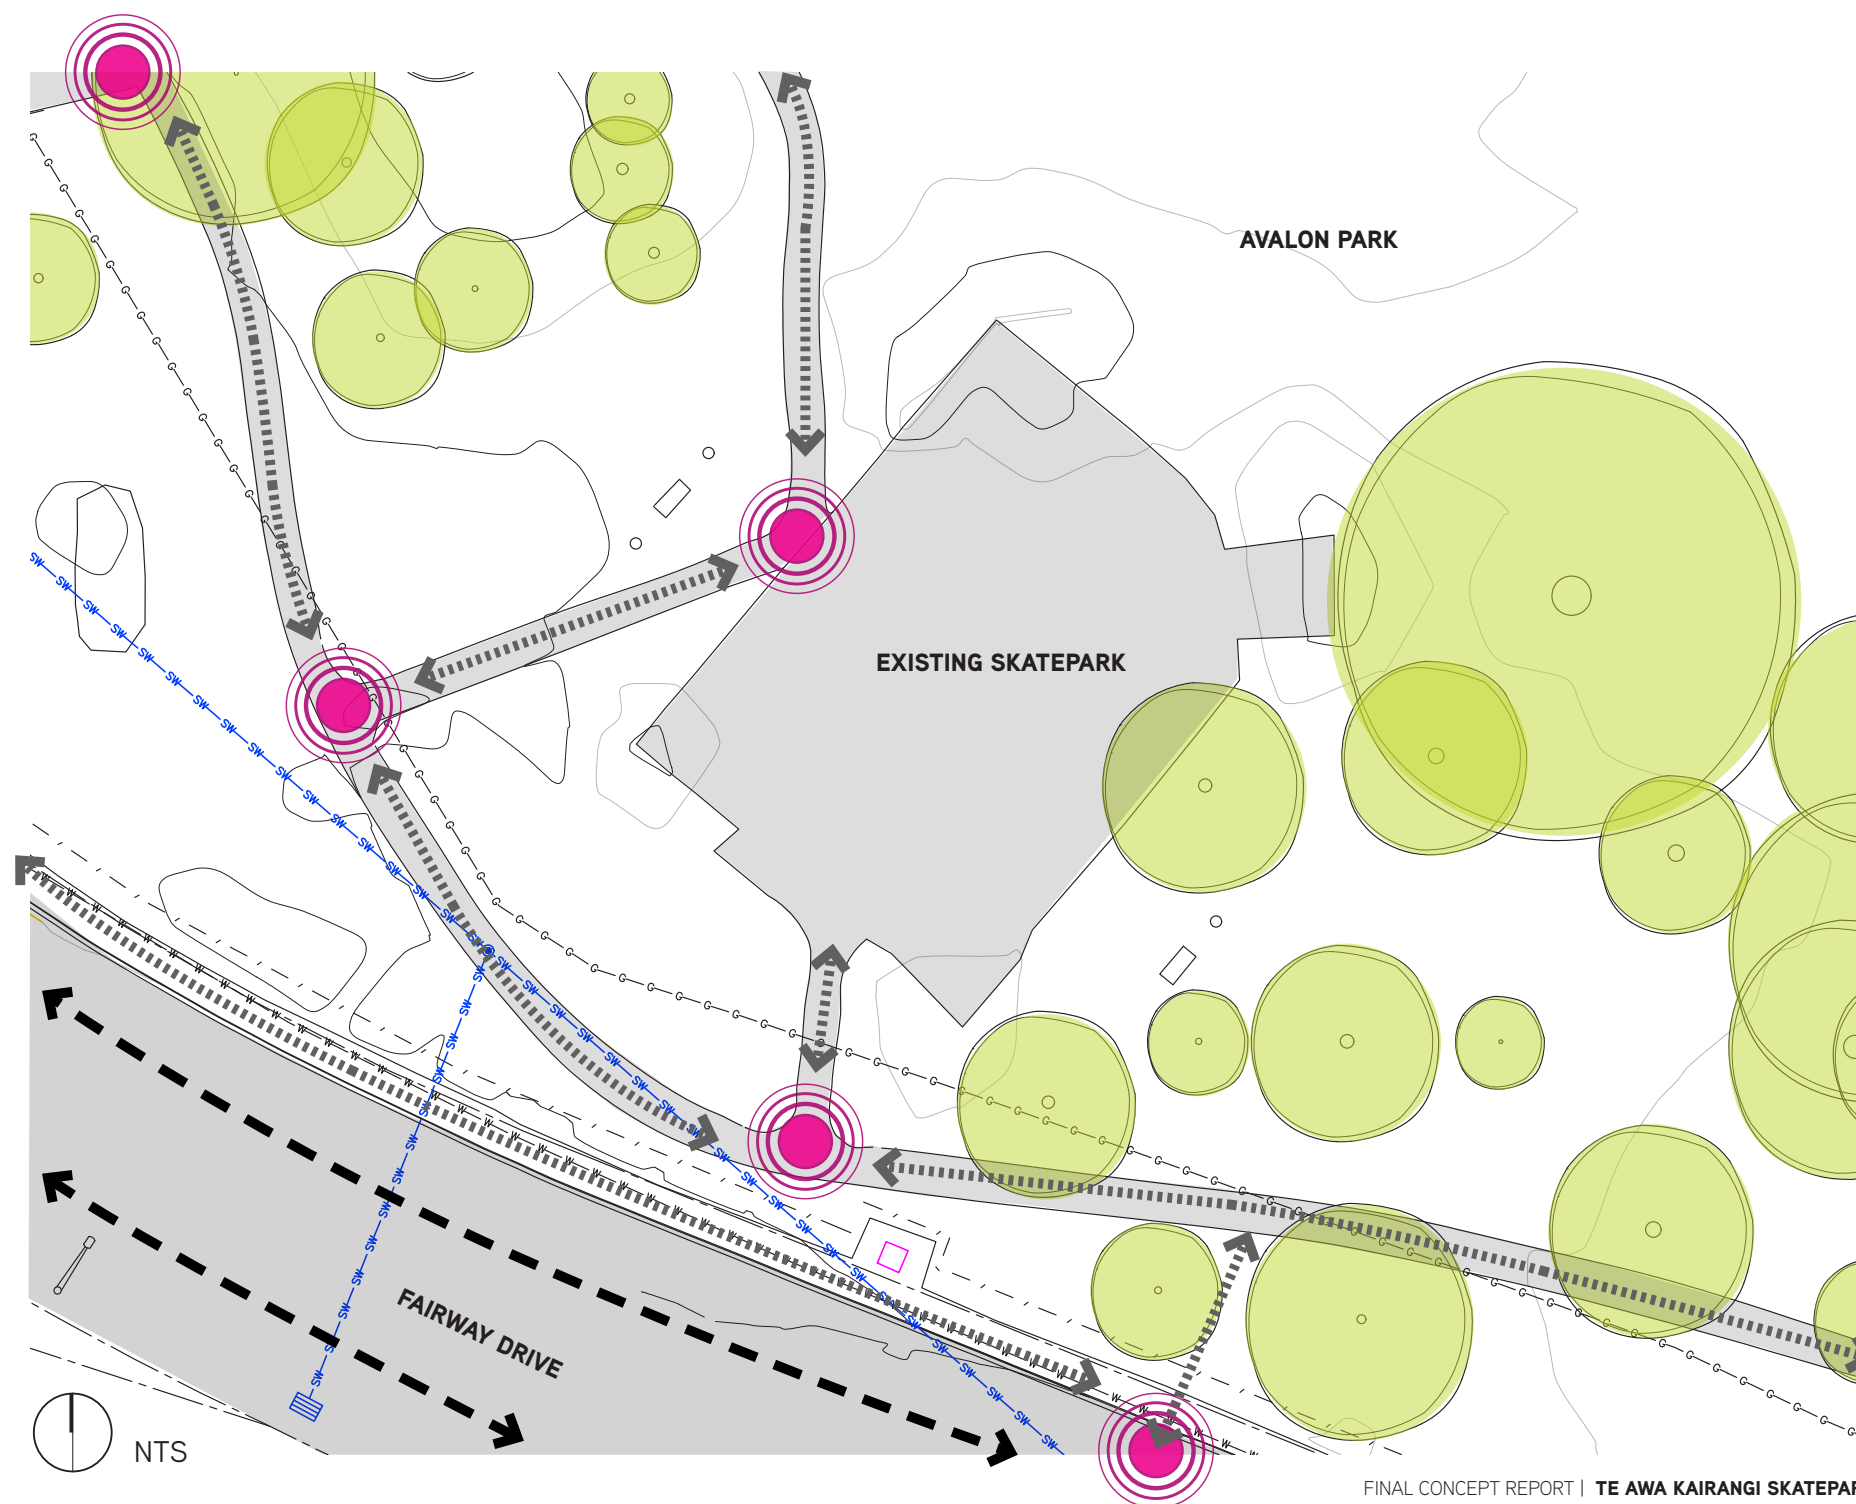 AVALON PARK
EXISTING SKATEPARK
FAIRWAY DRIVE
NTS
FINAL CONCEPT REPORT | TE AWA KAIRANGI SKATEPAR